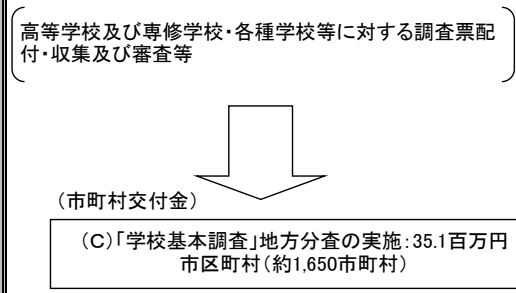 高等学校及び専修学校・各種学校等に対する調査票配
付・収集及び審査等
（市町村交付金）
（C）「学校基本調査」地方分査の実施：35.1百万円
市区町村（約1,650市町村）